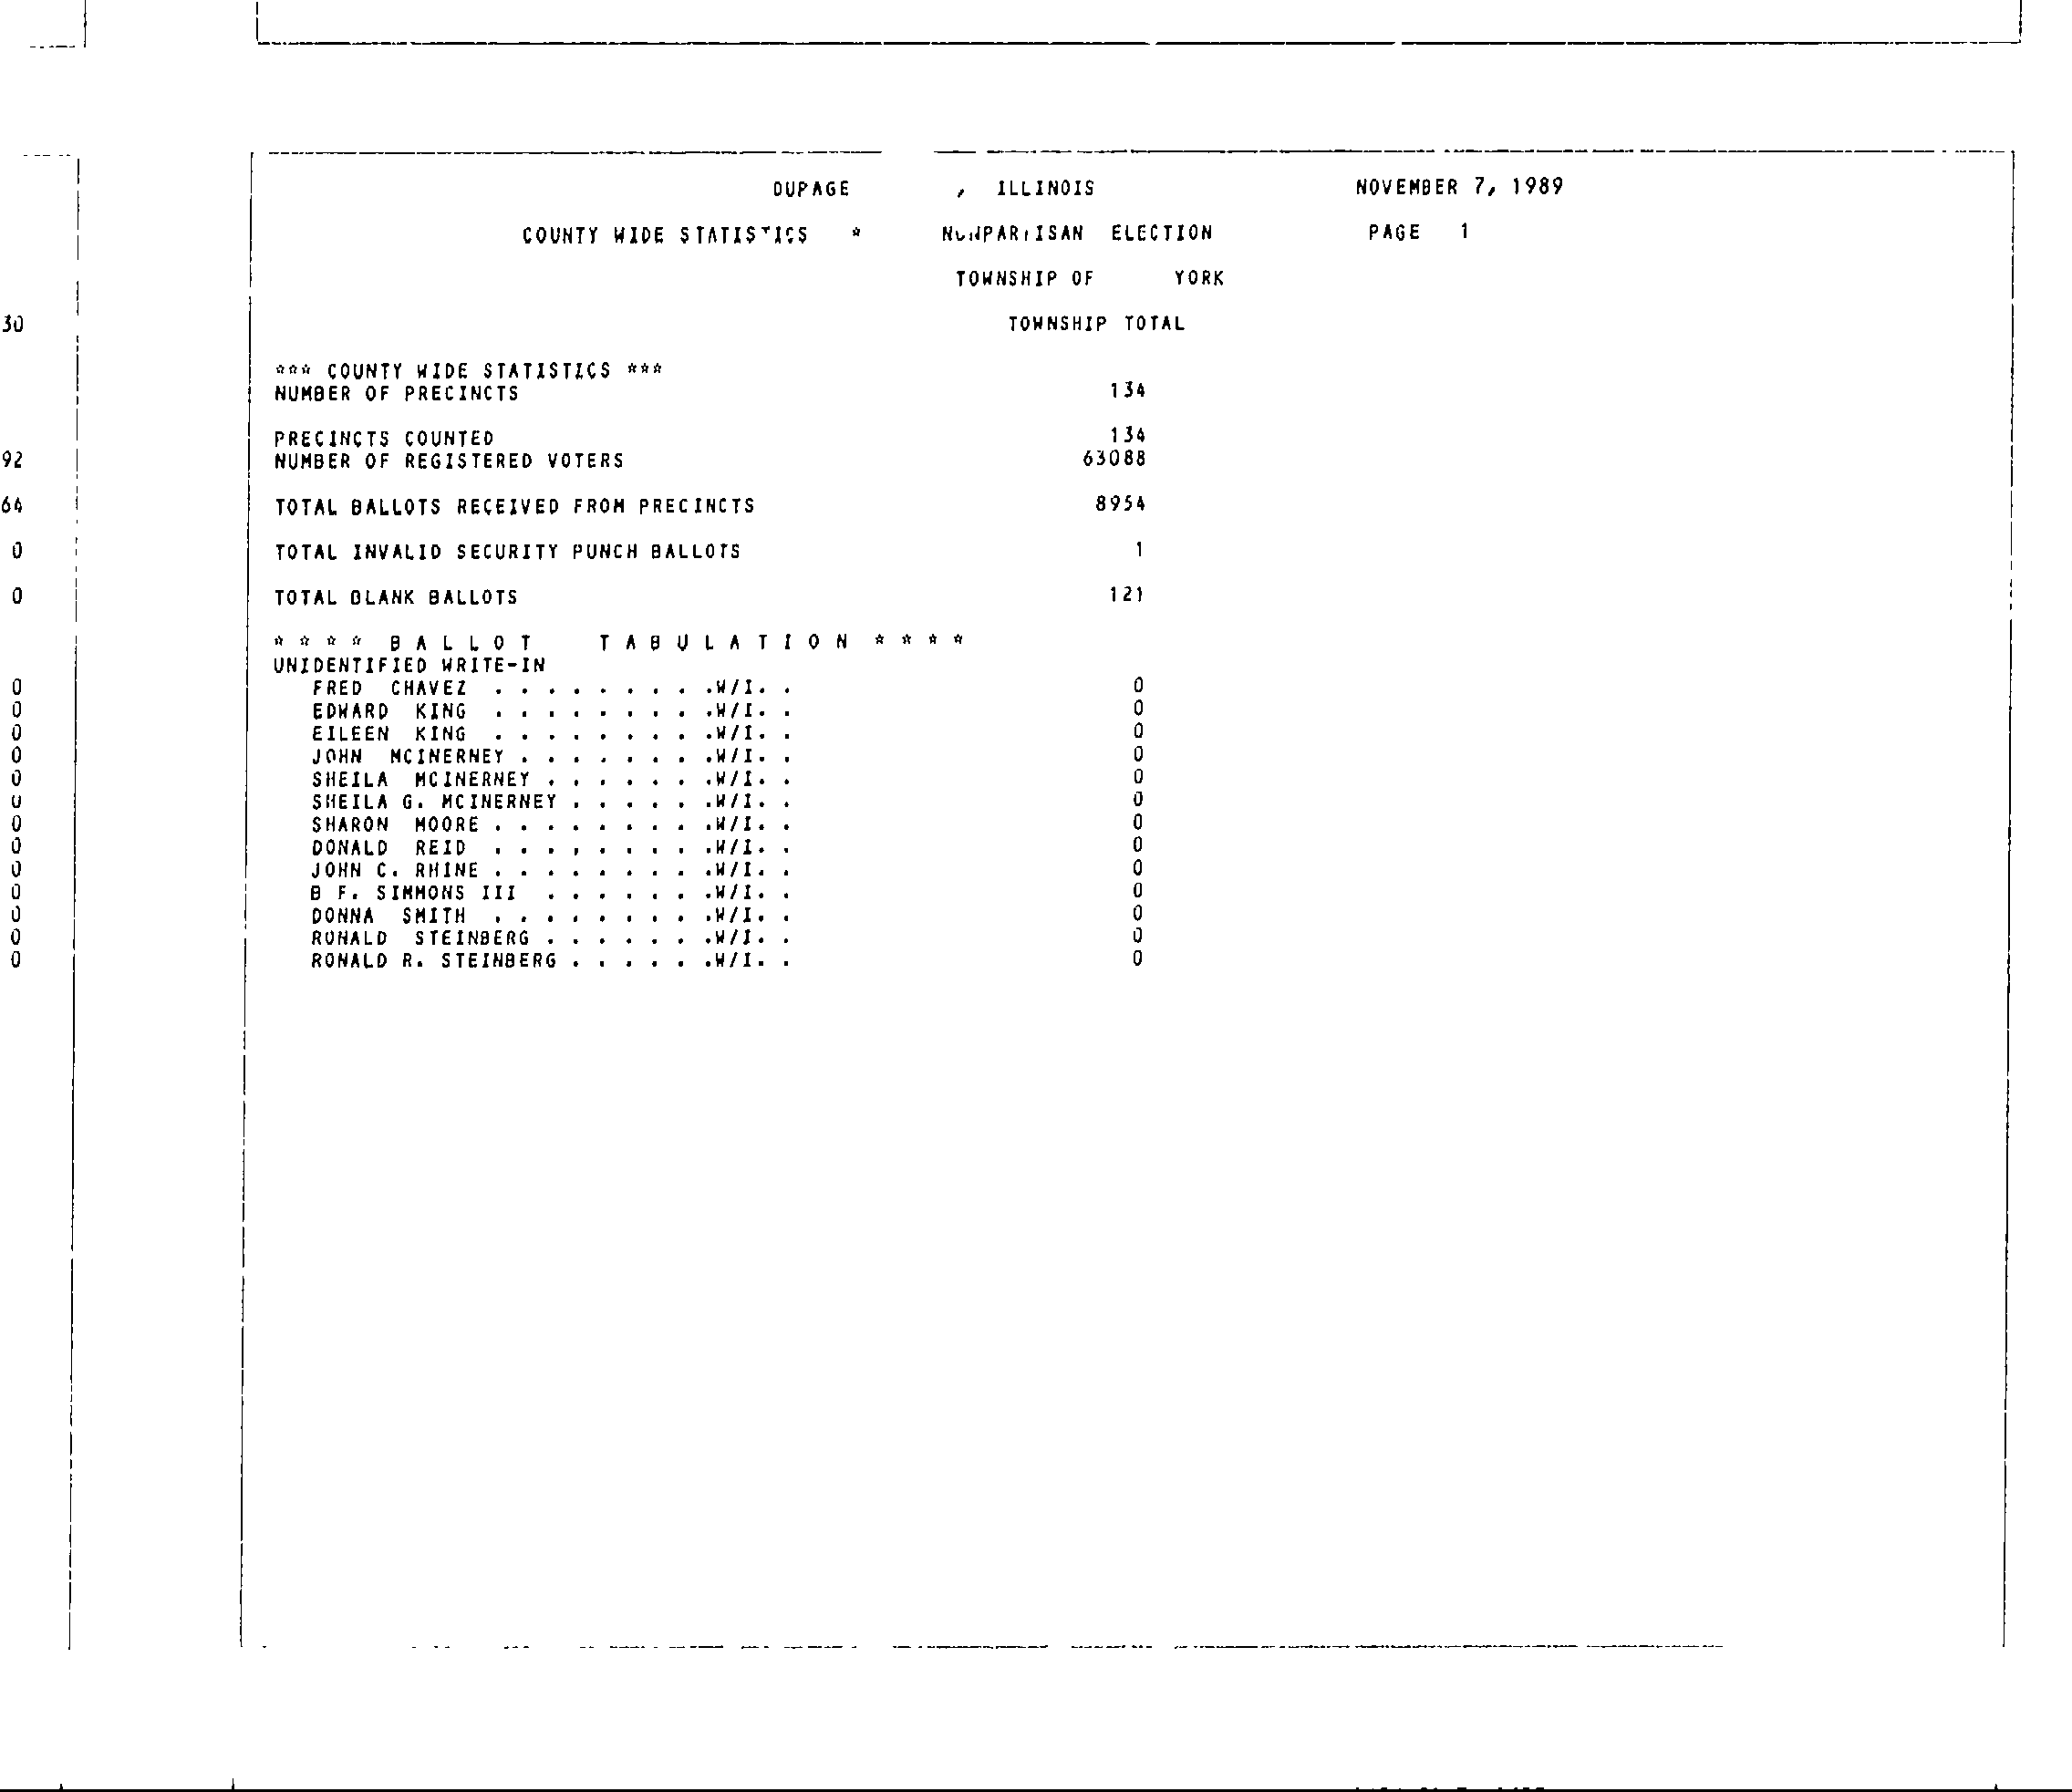 DUPAGE , ILLINOIS NOVEMBER 7, 1989
COUNTY WIDE STATISTICS * NONPARTISAN ELECTION PAGE 1
TOWNSHIP OF YORK
30
TOWNSHIP TOTAL
*** COUNTY WIDE STATISTICS ***
NUMBER OF PRECINCTS 134
PRECINCTS COUNTED 134
92
NUMBER OF REGISTERED VOTERS 63088
64
TOTAL BALLOTS RECEIVED FROM PRECINCTS 8954
0
TOTAL INVALID SECURITY PUNCH BALLOTS 1
0
TOTAL BLANK BALLOTS 121
* * * * B A L L O T T A B U L A T I O N * * * *
UNIDENTIFIED WRITE-IN
0
FRED CHAVEZ . . . . . . . . .W/I. . 0
0
EDWARD KING . . . . . . . . .W/I. . 0
0
EILEEN KING . . . . . . . . .W/I. . 0
0
JOHN MCINERNEY . . . . . . . .W/I. . 0
0
SHEILA MCINERNEY . . . . . . .W/I. . 0
0
SHEILA G. MCINERNEY . . . . . .W/I. . 0
0
SHARON MOORE . . . . . . . . .W/I. . 0
0
DONALD REID . . . . . . . . .W/I. . 0
0
JOHN C. RHINE . . . . . . . . .W/I. . 0
0
B F. SIMMONS III . . . . . . .W/I. . 0
0
DONNA SMITH . . . . . . . . .W/I. . 0
0
RONALD STEINBERG . . . . . . .W/I. . 0
0
RONALD R. STEINBERG . . . . . .W/I. . 0